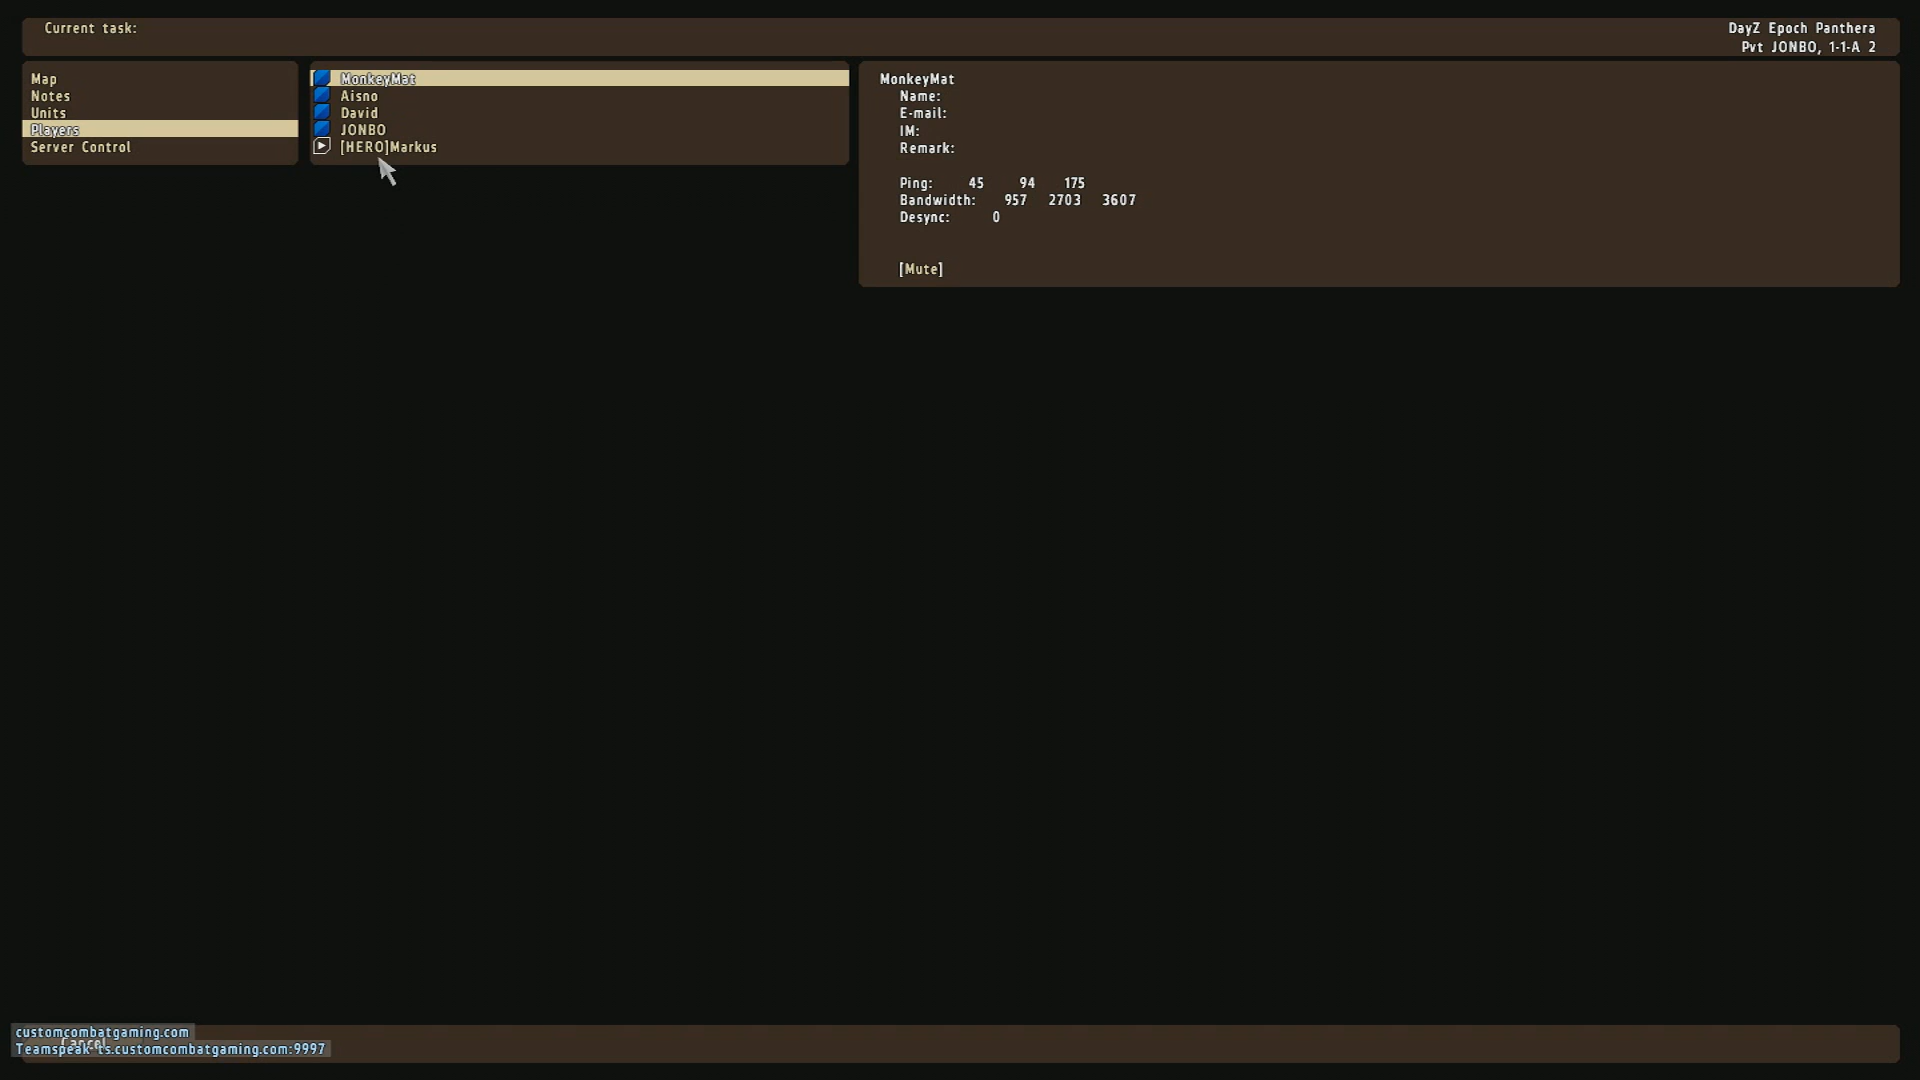 Current task:
DayZ Epoch Panthera
Pvt JONBO, 1-1-A 2
Map
Notes
Units
Players
Server Control
MonkeyMat
Aisno
David
JONBO
[HERO]Markus
MonkeyMat
Name:
E-mail:
IM:
Remark:
Ping: 45 94 175
Bandwidth: 957 2703 3607
Desync: 0
[Mute]
customcombatgaming.com
Cancel
Teamspeak ts.customcombatgaming.com:9997